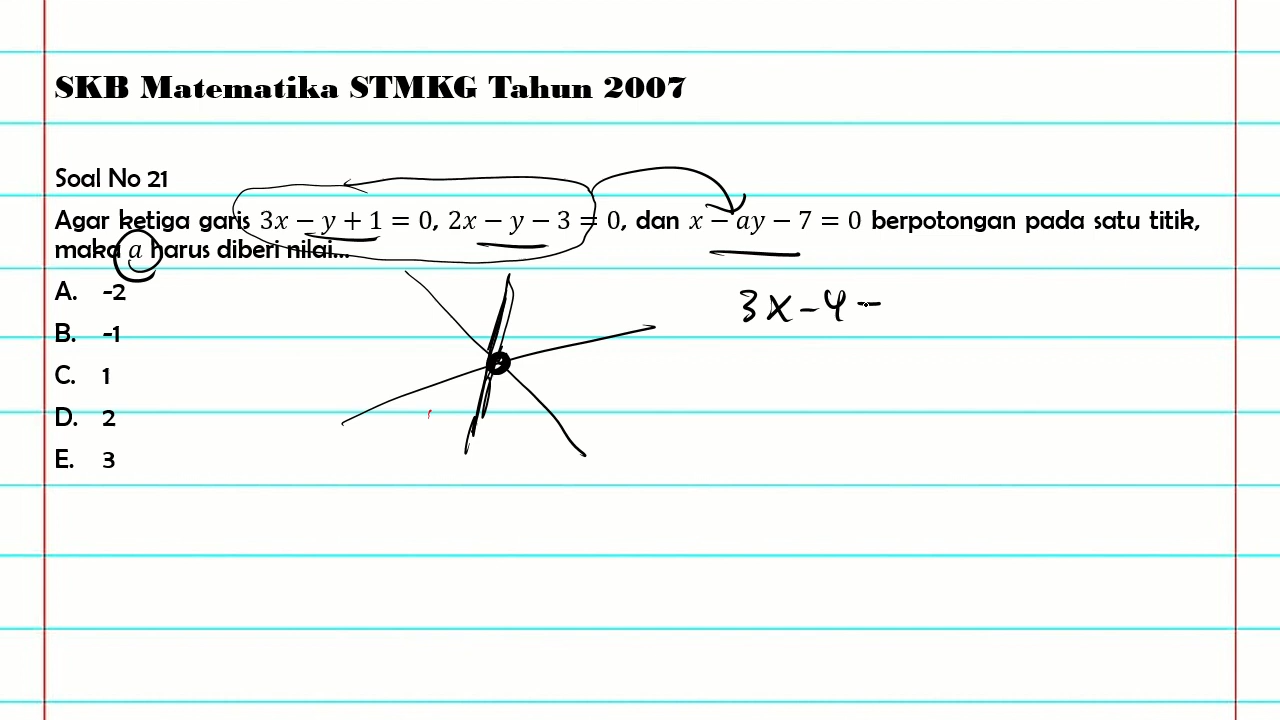 SKB Matematika STMKG Tahun 2007
Soal No 21
Agar ketiga garis 3x − y + 1 = 0, 2x − y − 3 = 0, dan x − ay − 7 = 0 berpotongan pada satu titik,
maka a harus diberi nilai...
A. -2
3x - y =
B. -1
C. 1
D. 2
E. 3